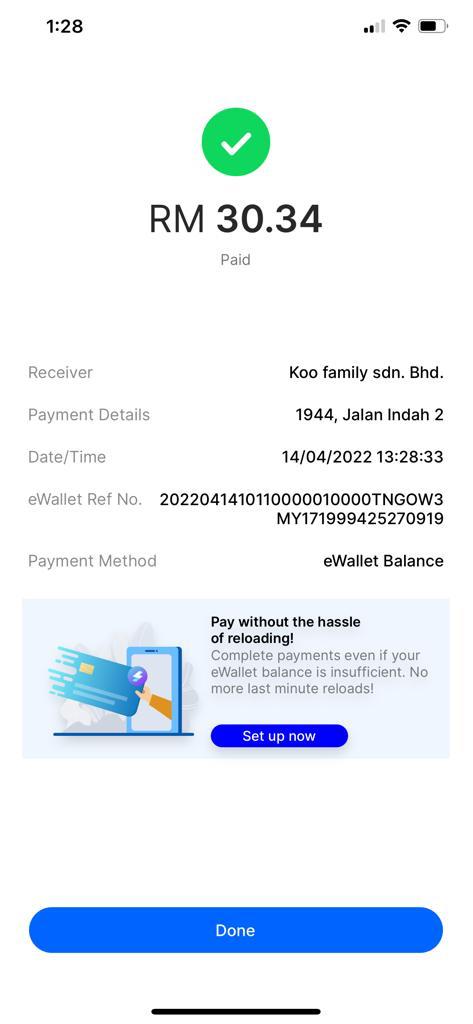 1:28
RM 30.34
Paid
Receiver Koo family sdn. Bhd.
Payment Details 1944, Jalan Indah 2
Date/Time 14/04/2022 13:28:33
eWallet Ref No. 2022041410110000010000TNGOW3
MY171999425270919
Payment Method eWallet Balance
Pay without the hassle
of reloading!
Complete payments even if your
eWallet balance is insufficient. No
more last minute reloads!
Set up now
Done